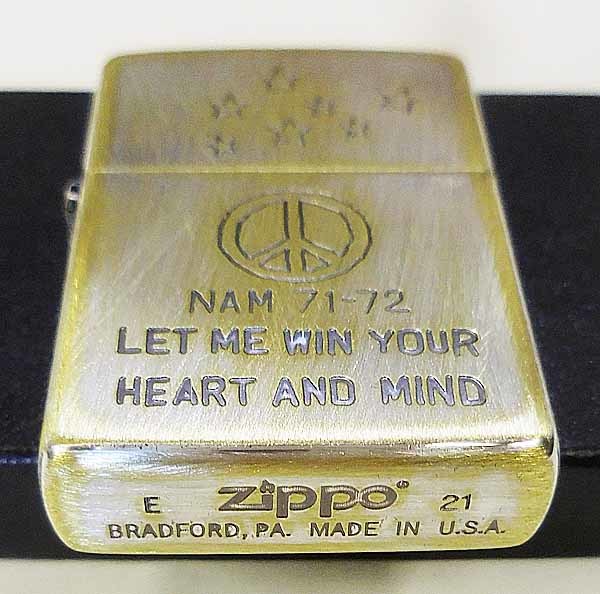 NAM 71-72
LET ME WIN YOUR
HEART AND MIND
E zippo® 21
BRADFORD, PA. MADE IN U.S.A.